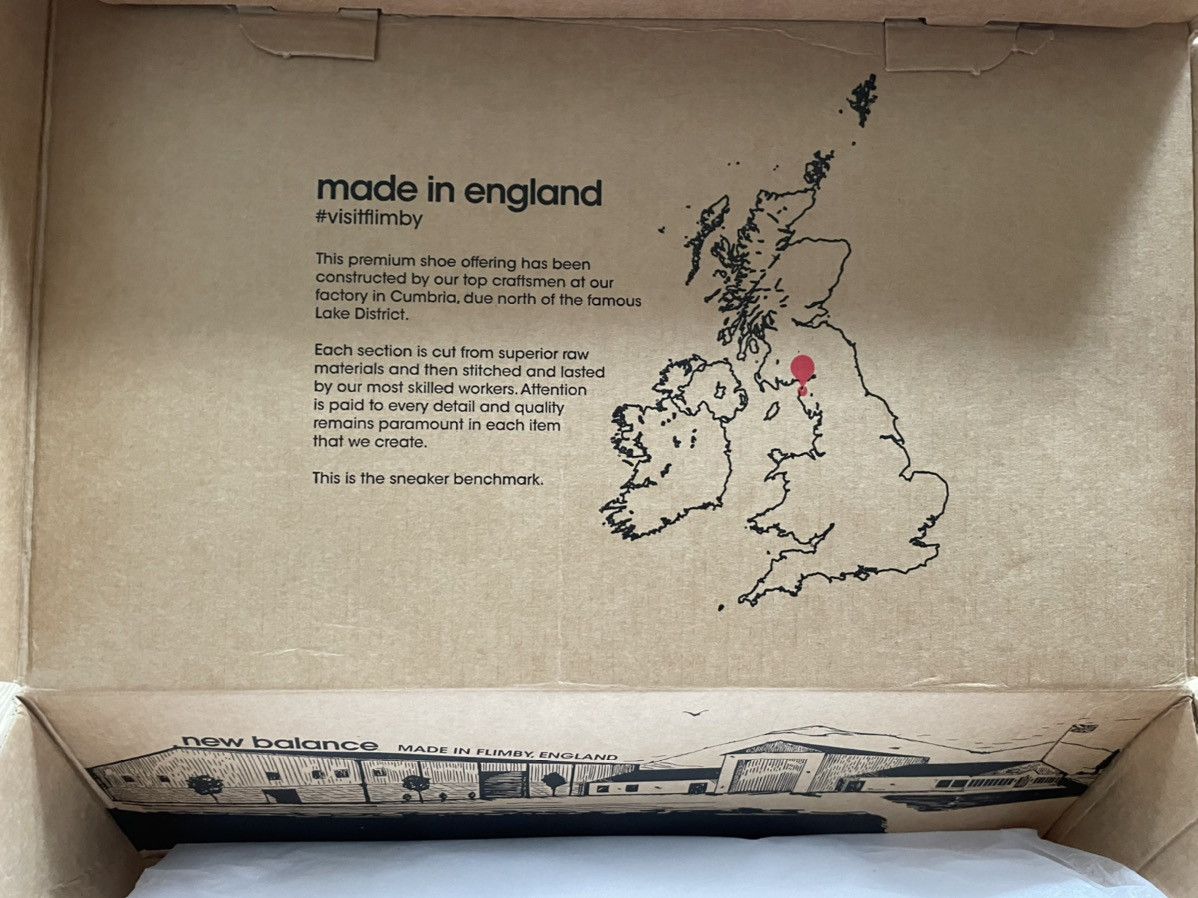 made in england
#visitflimby
This premium shoe offering has been
constructed by our top craftsmen at our
factory in Cumbria, due north of the famous
Lake District.
Each section is cut from superior raw
materials and then stitched and lasted
by our most skilled workers. Attention
is paid to every detail and quality
remains paramount in each item
that we create.
This is the sneaker benchmark.
new balance MADE IN FLIMBY, ENGLAND